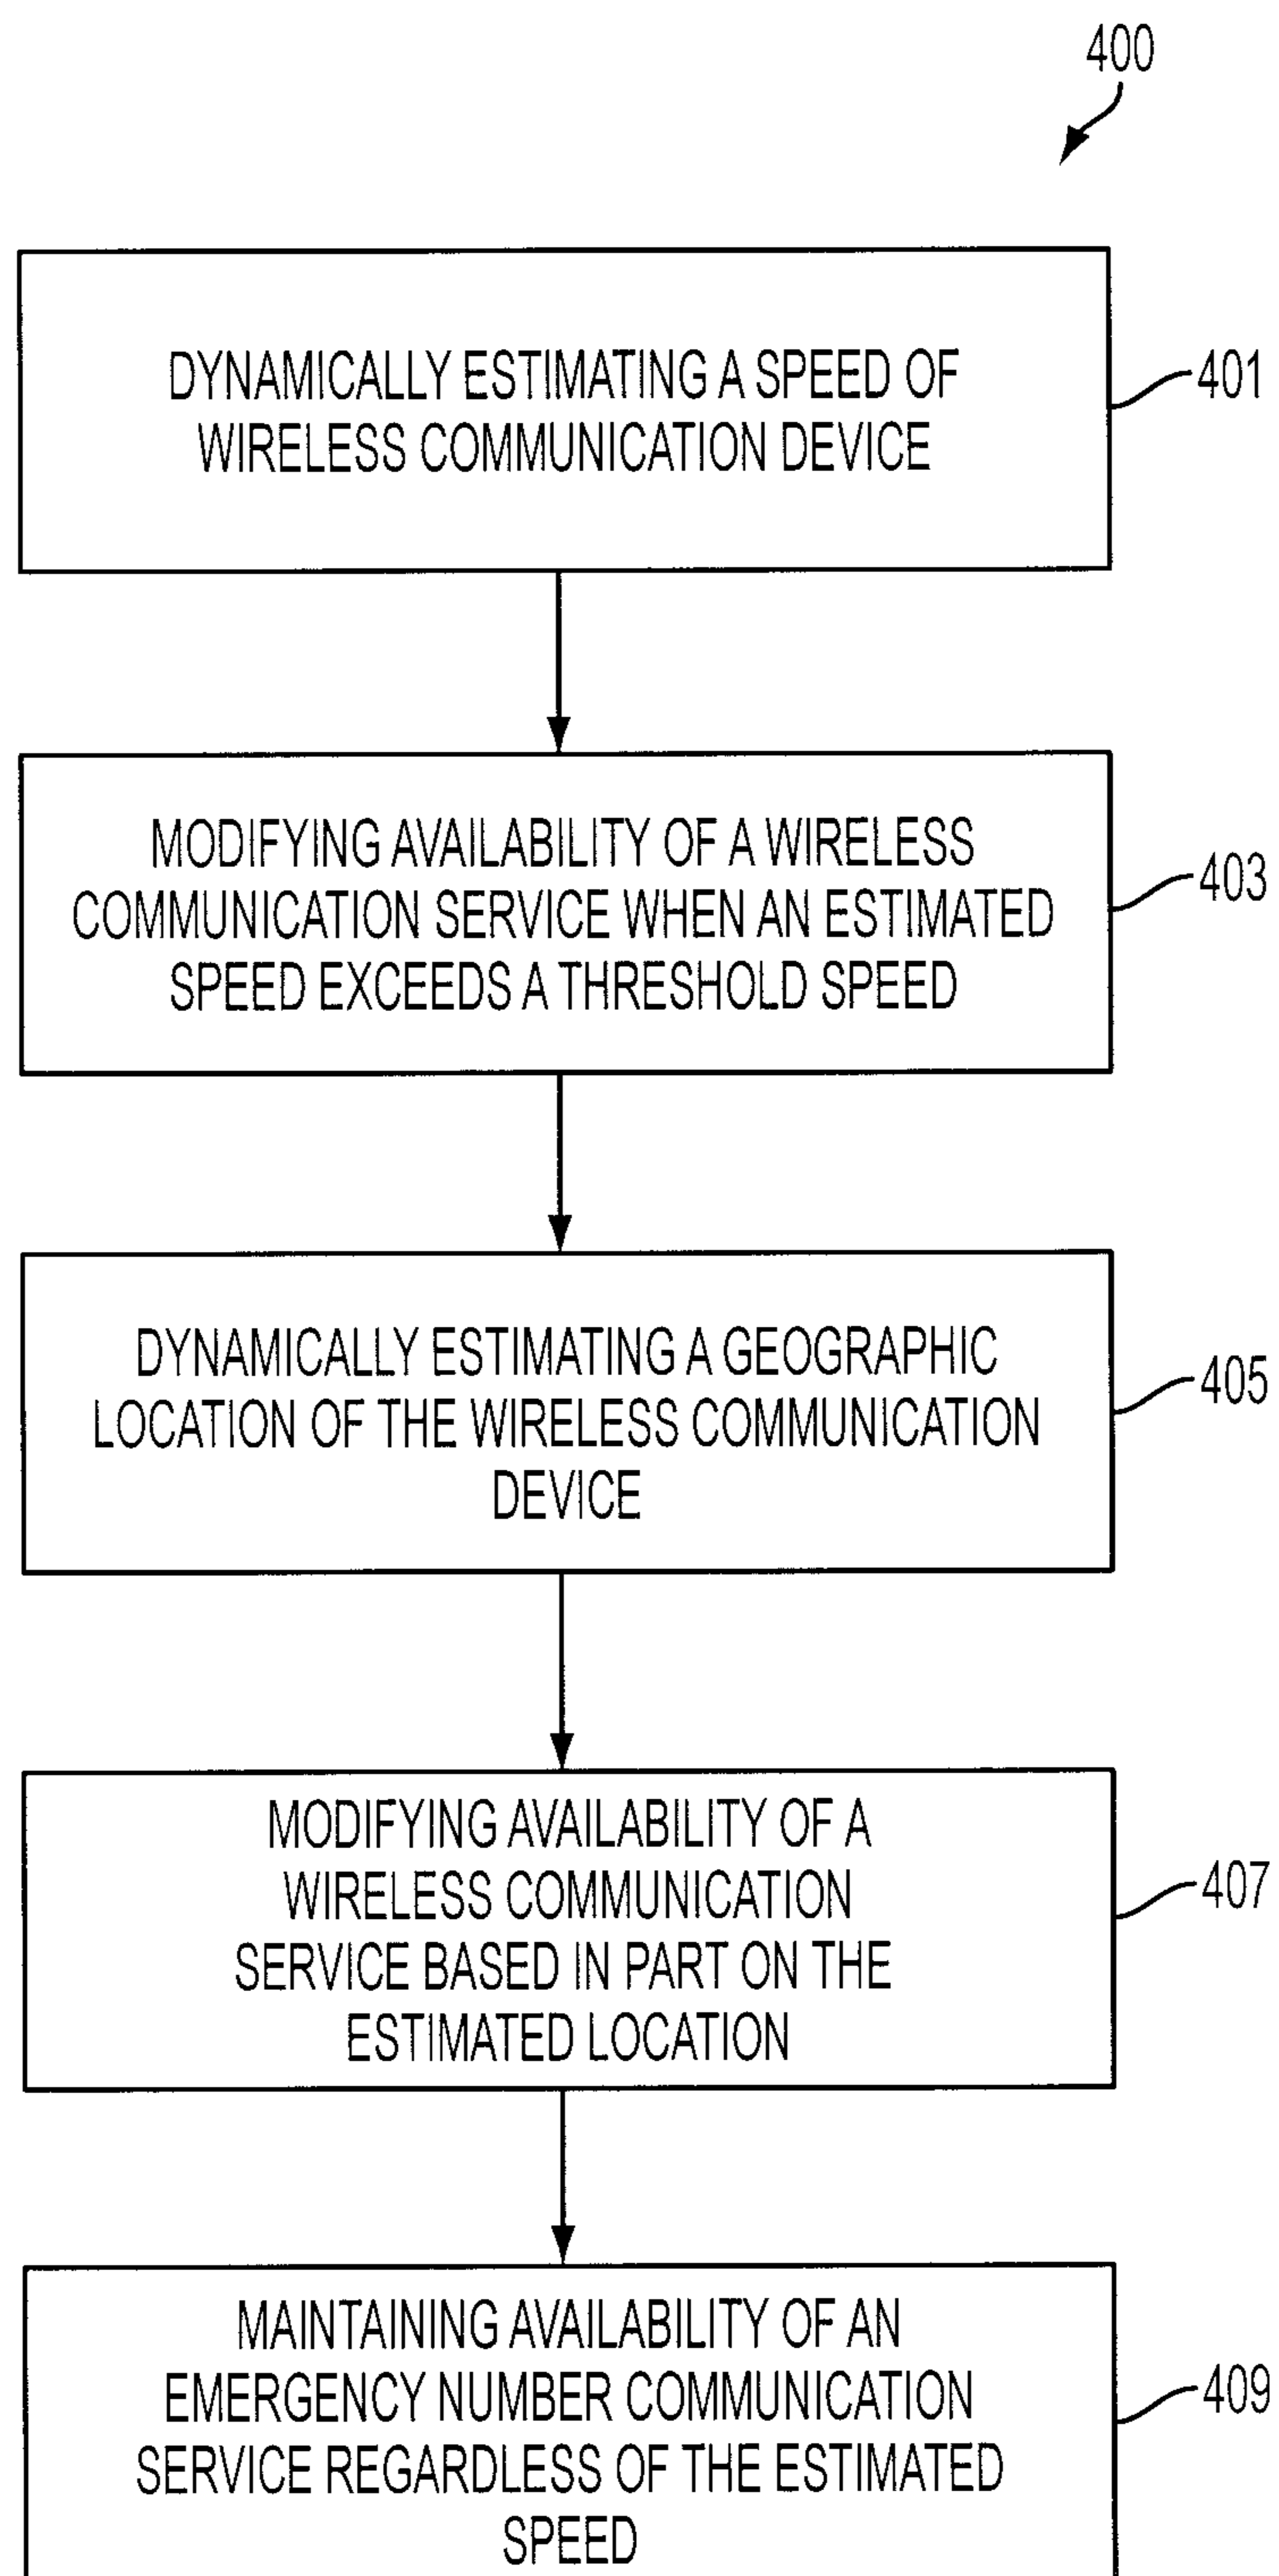 400
DYNAMICALLY ESTIMATING A SPEED OF
WIRELESS COMMUNICATION DEVICE
401
MODIFYING AVAILABILITY OF A WIRELESS
COMMUNICATION SERVICE WHEN AN ESTIMATED
SPEED EXCEEDS A THRESHOLD SPEED
403
DYNAMICALLY ESTIMATING A GEOGRAPHIC
LOCATION OF THE WIRELESS COMMUNICATION
DEVICE
405
MODIFYING AVAILABILITY OF A
WIRELESS COMMUNICATION
SERVICE BASED IN PART ON THE
ESTIMATED LOCATION
407
MAINTAINING AVAILABILITY OF AN
EMERGENCY NUMBER COMMUNICATION
SERVICE REGARDLESS OF THE ESTIMATED
SPEED
409